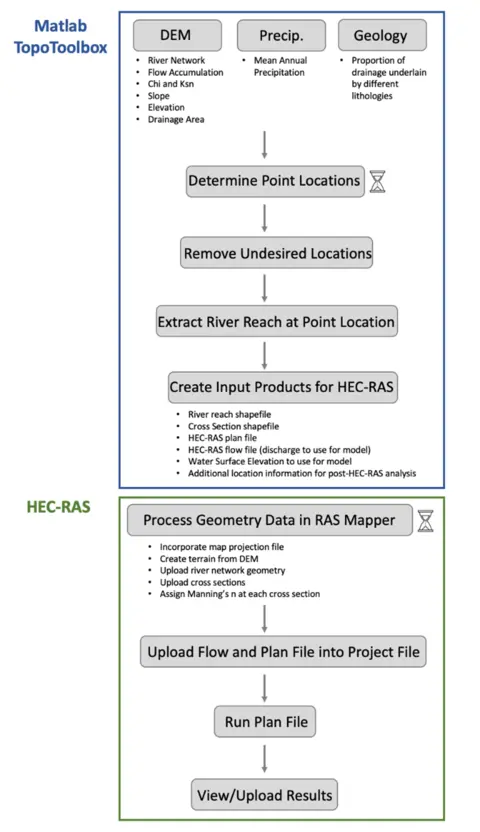 Matlab
TopoToolbox
DEM
• River Network
• Flow Accumulation
• Chi and Ksn
• Slope
• Elevation
• Drainage Area
Precip.
• Mean Annual
Precipitation
Geology
• Proportion of
drainage underlain
by different
lithologies
Determine Point Locations
Remove Undesired Locations
Extract River Reach at Point Location
Create Input Products for HEC-RAS
• River reach shapefile
• Cross Section shapefile
• HEC-RAS plan file
• HEC-RAS flow file (discharge to use for model)
• Water Surface Elevation to use for model
• Additional location information for post-HEC-RAS analysis
HEC-RAS
Process Geometry Data in RAS Mapper
• Incorporate map projection file
• Create terrain from DEM
• Upload river network geometry
• Upload cross sections
• Assign Manning's n at each cross section
Upload Flow and Plan File into Project File
Run Plan File
View/Upload Results